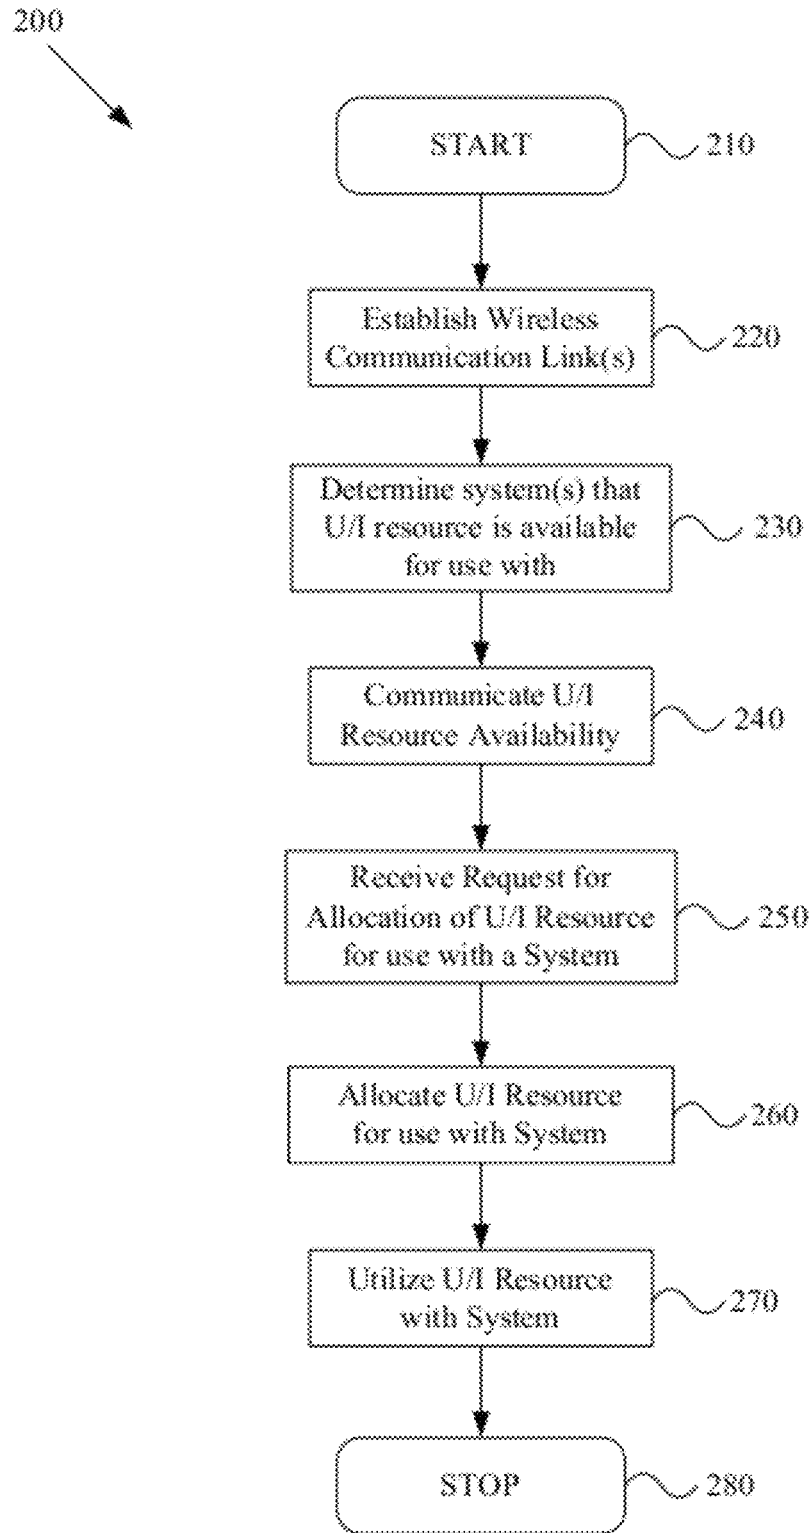 200
START
210
Establish Wireless
Communication Link(s)
220
Determine system(s) that
U/I resource is available
for use with
230
Communicate U/I
Resource Availability
240
Receive Request for
Allocation of U/I Resource
for use with a System
250
Allocate U/I Resource
for use with System
260
Utilize U/I Resource
with System
270
STOP
280